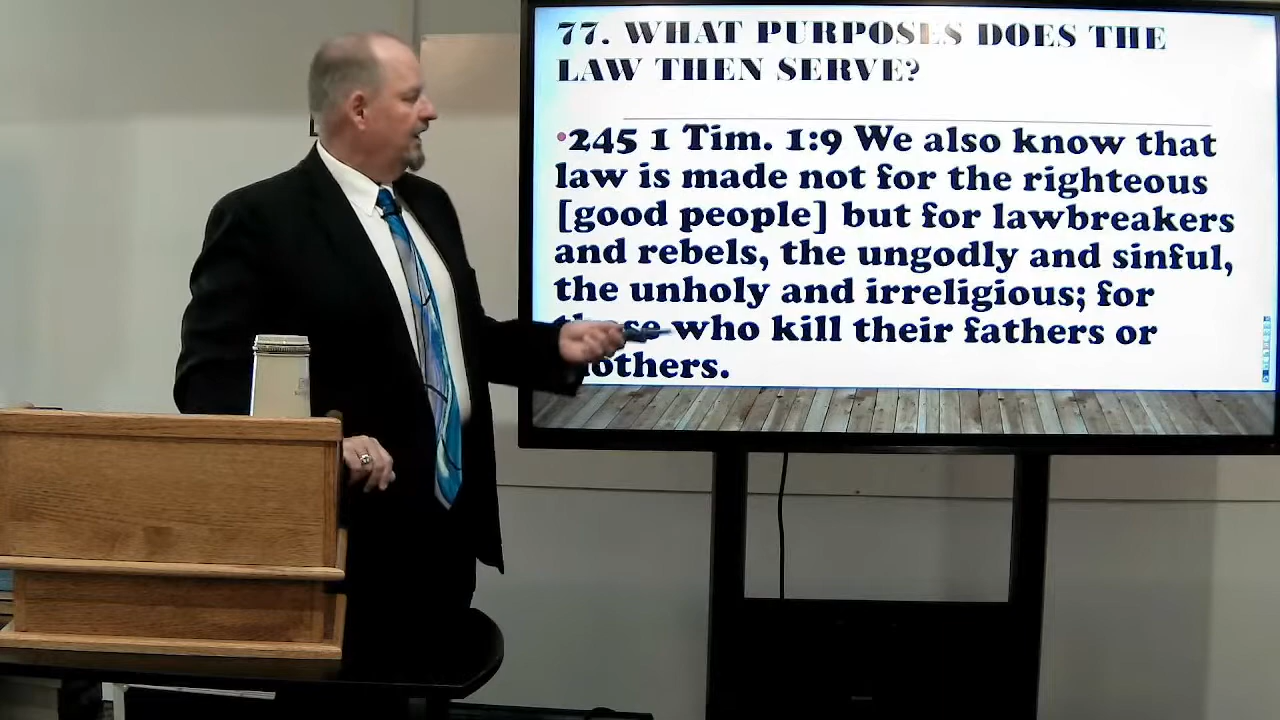 77. WHAT PURPOSES DOES THE
LAW THEN SERVE?
•245 1 Tim. 1:9 We also know that
law is made not for the righteous
[good people] but for lawbreakers
and rebels, the ungodly and sinful,
the unholy and irreligious; for
who kill their fathers or